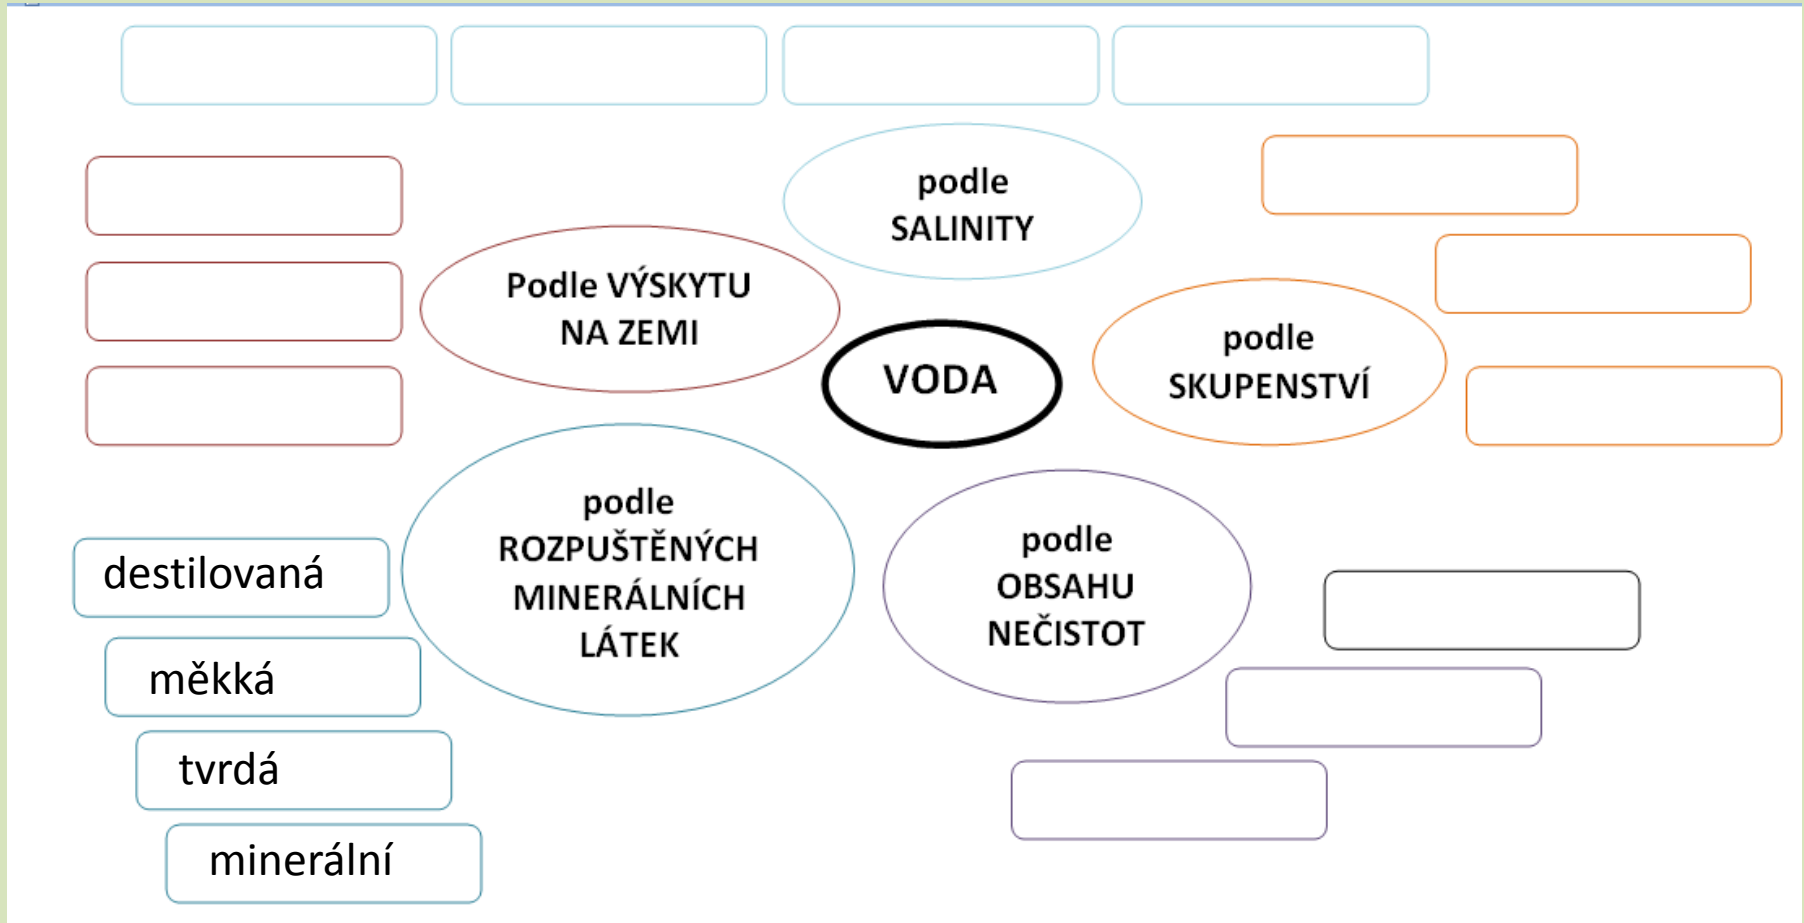 podle
SALINITY
Podle VÝSKYTU
NA ZEMI
podle
SKUPENSTVÍ
VODA
podle
ROZPUŠTĚNÝCH
MINERÁLNÍCH
LÁTEK
podle
OBSAHU
NEČISTOT
destilovaná
měkká
tvrdá
minerální